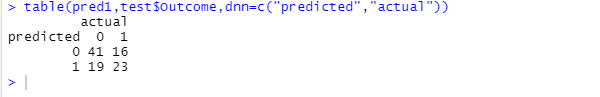 > table(pred1,test$Outcome,dnn=c("predicted","actual"))
actual
predicted 0 1
0 41 16
1 19 23
>